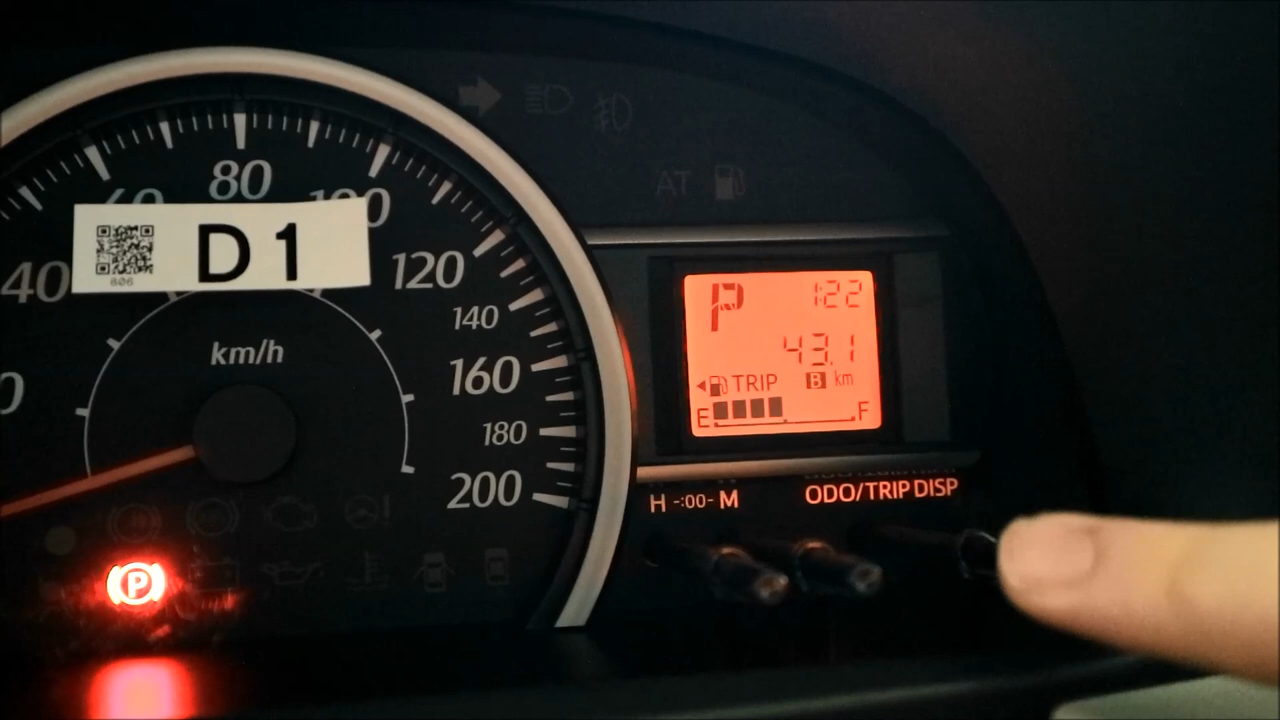 AT
80
60
100
D 1
606
40
120
140
km/h
160
180
200
P
1:22
43.1
TRIP B km
E F
H -:00- M
ODO/TRIP DISP
P